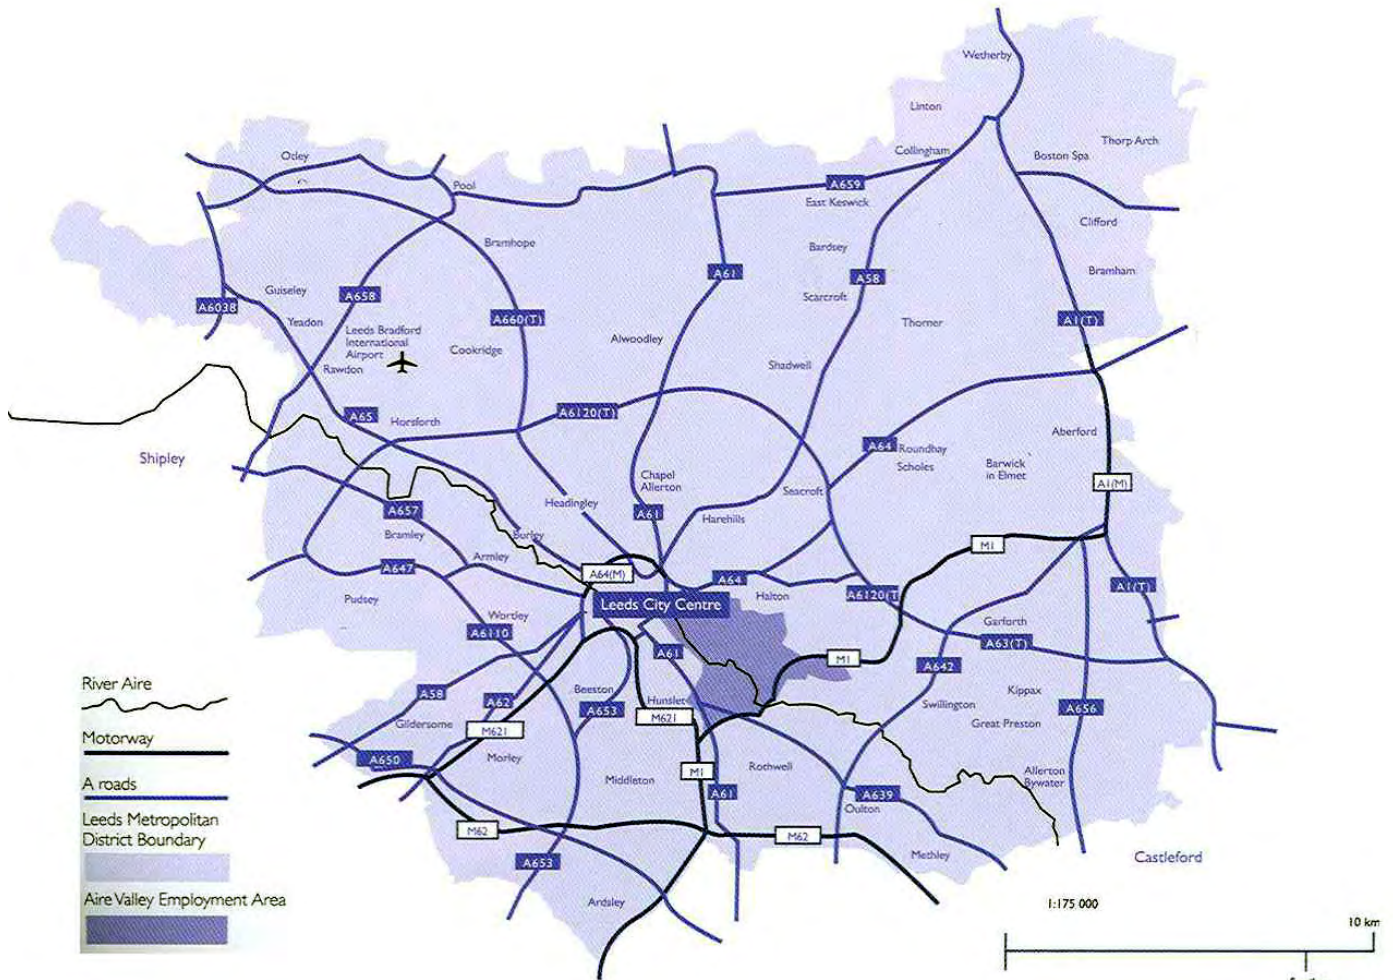 Wetherby
Linton
Thorp Arch
Collingham
Boston Spa
Otley
Pool
A659
East Keswick
Clifford
Bramhope
Bardsey
A61
A58
Bramham
Guiseley
A658
Scarcroft
A6038
Yeadon
A660(T)
Thorner
A1(T)
Leeds Bradford
International
Airport
Alwoodley
Cookridge
Rawdon
Shadwell
A65
Horsforth
A6120(T)
Aberford
A64
Roundhay
Scholes
Shipley
Barwick
in Elmet
Chapel
Allerton
A1(M)
Seacroft
Headingley
A657
A61
Harehills
Bramley
Burley
M1
Armley
A647
A64(M)
A64
A1(T)
Halton
A6120(T
Pudsey
Leeds City Centre
Wortley
Garforth
A6110
A63(T)
A61
M1
A642
River Aire
A58
Beeston
Kippax
A62
Hunslet
Swillington
A653
A656
Gildersome
M621
M621
Great Preston
Motorway
A650
Morley
Rothwell
M1
Middleton
Allerton
Bywater
A roads
A61
A639
Oulton
Leeds Metropolitan
District Boundary
M62
M62
Methley
Castleford
A653
Aire Valley Employment Area
Ardsley
1:175 000
10 km